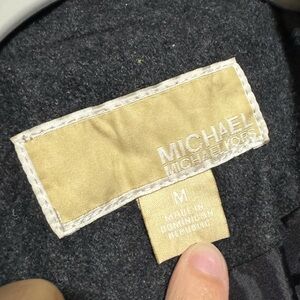 MICHAEL
MICHAEL KORS
M
MADE IN
DOMINICAN
REPUBLIC